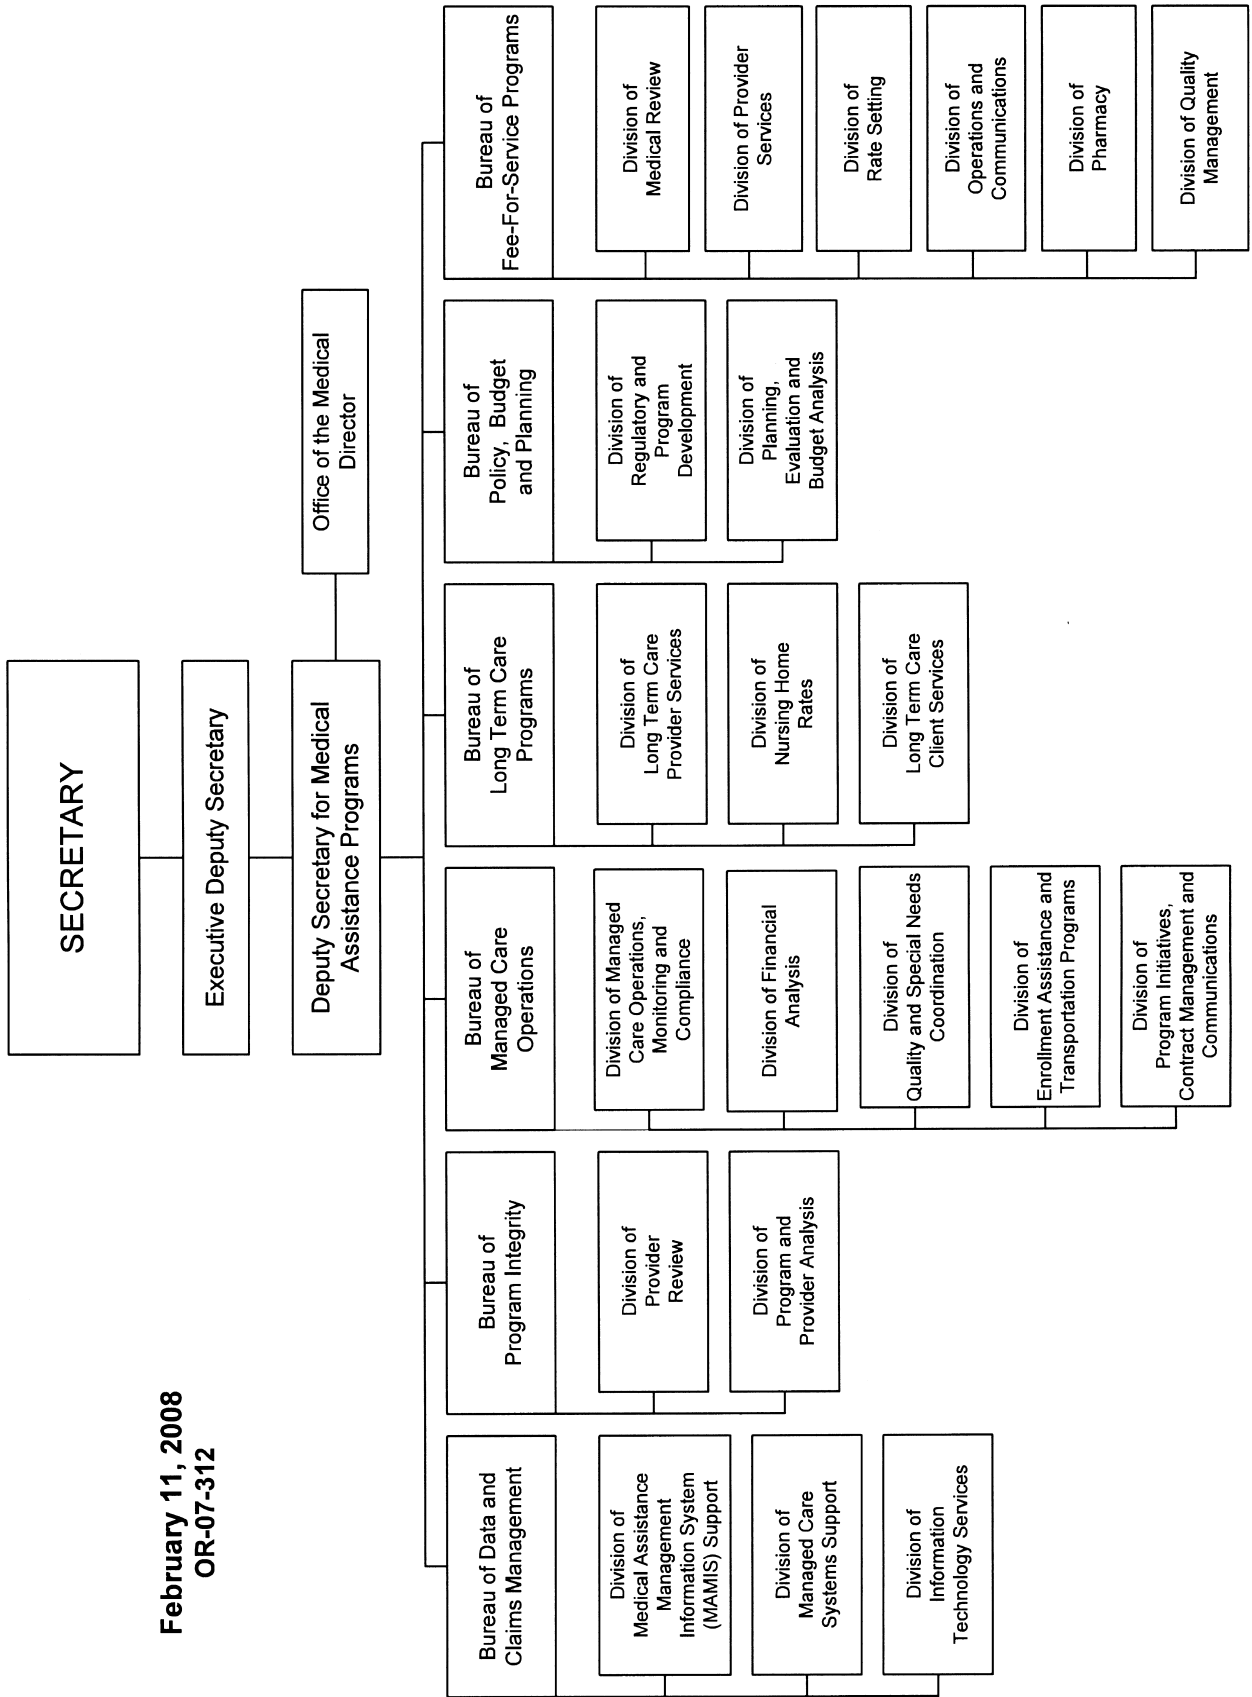 February 11, 2008
OR-07-312
SECRETARY
Executive Deputy Secretary
Deputy Secretary for Medical
Assistance Programs
Office of the Medical
Director
Bureau of Data and
Claims Management
Division of
Medical Assistance
Management
Information System
(MAMIS) Support
Division of
Managed Care
Systems Support
Division of
Information
Technology Services
Bureau of
Program Integrity
Division of
Provider
Review
Division of
Program and
Provider Analysis
Bureau of
Managed Care
Operations
Division of Managed
Care Operations,
Monitoring and
Compliance
Division of Financial
Analysis
Division of
Quality and Special Needs
Coordination
Division of
Enrollment Assistance and
Transportation Programs
Division of
Program Initiatives,
Contract Management and
Communications
Bureau of
Long Term Care
Programs
Division of
Long Term Care
Provider Services
Division of
Nursing Home
Rates
Division of
Long Term Care
Client Services
Bureau of
Policy, Budget
and Planning
Division of
Regulatory and
Program
Development
Division of
Planning,
Evaluation and
Budget Analysis
Bureau of
Fee-For-Service Programs
Division of
Medical Review
Division of Provider
Services
Division of
Rate Setting
Division of
Operations and
Communications
Division of
Pharmacy
Division of Quality
Management